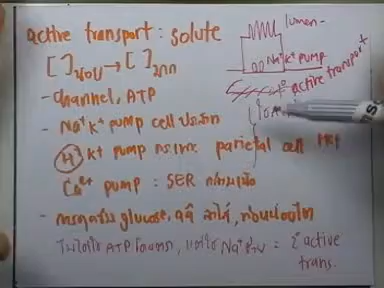 active transport : solute
[ ]น้อย → [ ]มาก
- channel, ATP
- Na⁺K⁺ pump cell ประสาท
H⁺ K⁺ pump กระเพาะ parietal cell
Ca²⁺ pump : SER กล้ามเนื้อ
- การดูดซึม glucose, ที่ ลำไส้, ท่อหน่วยไต
ไม่ได้ใช้ ATP โดยตรง, แต่ใช้ Na⁺ ช่วย = 2° active
trans.
lumen
Na⁺K⁺ PUMP
1° active transport